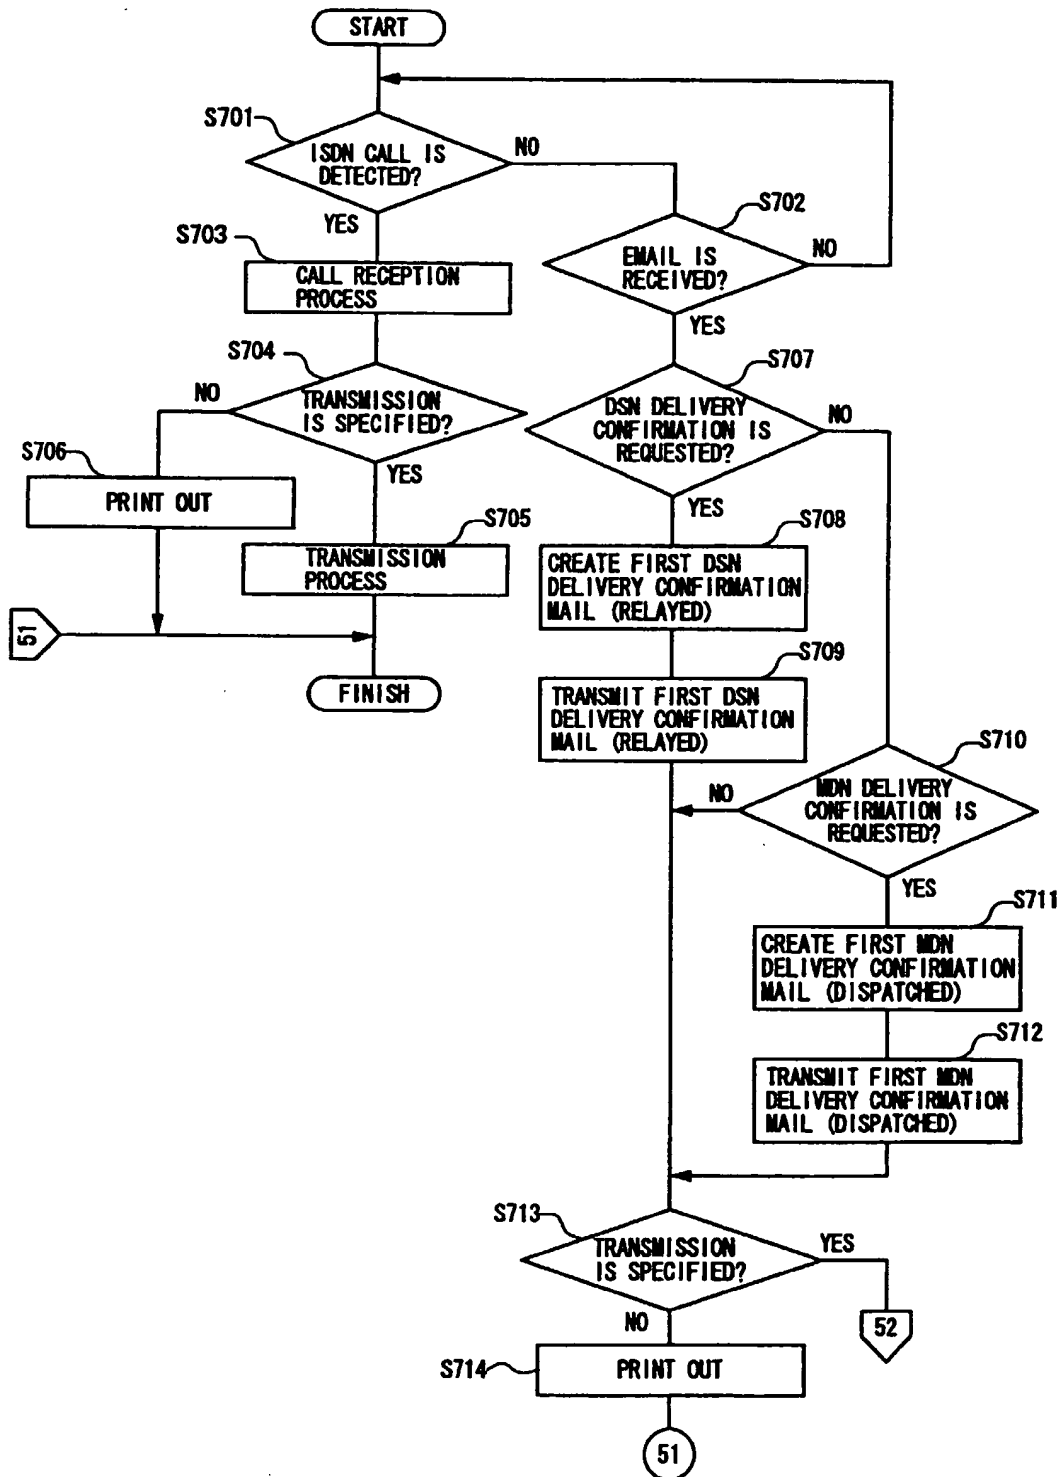 START
S701
ISDN CALL IS
DETECTED?
NO
YES
S702
EMAIL IS
RECEIVED?
NO
YES
S703
CALL RECEPTION
PROCESS
S704
TRANSMISSION
IS SPECIFIED?
NO
YES
S706
PRINT OUT
S705
TRANSMISSION
PROCESS
51
FINISH
S707
DSN DELIVERY
CONFIRMATION IS
REQUESTED?
NO
YES
S708
CREATE FIRST DSN
DELIVERY CONFIRMATION
MAIL (RELAYED)
S709
TRANSMIT FIRST DSN
DELIVERY CONFIRMATION
MAIL (RELAYED)
S710
MDN DELIVERY
CONFIRMATION IS
REQUESTED?
NO
YES
S711
CREATE FIRST MDN
DELIVERY CONFIRMATION
MAIL (DISPATCHED)
S712
TRANSMIT FIRST MDN
DELIVERY CONFIRMATION
MAIL (DISPATCHED)
S713
TRANSMISSION
IS SPECIFIED?
YES
NO
52
S714
PRINT OUT
51